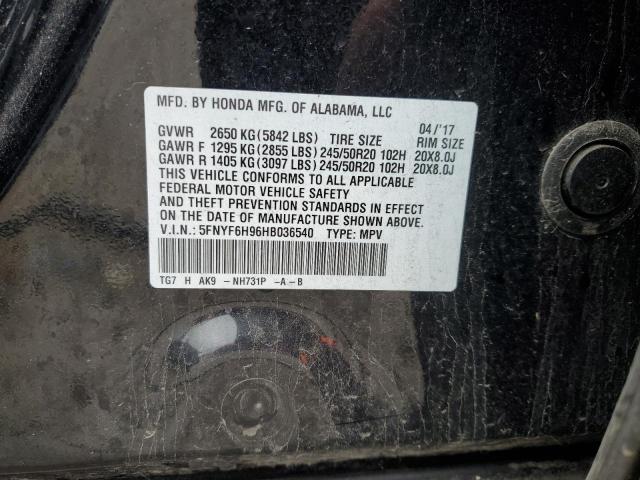 MFD. BY HONDA MFG. OF ALABAMA, LLC
04/'17
GVWR 2650 KG(5842 LBS) TIRE SIZE RIM SIZE
GAWR F 1295 KG(2855 LBS)245/50R20 102H 20X8.0J
GAWR R 1405 KG(3097 LBS)245/50R20 102H 20X8.0J
THIS VEHICLE CONFORMS TO ALL APPLICABLE
FEDERAL MOTOR VEHICLE SAFETY
AND THEFT PREVENTION STANDARDS IN EFFECT
ON THE DATE OF MANUFACTURE SHOWN ABOVE.
V.I.N.: 5FNYF6H96HB036540 TYPE: MPV
TG7 H AK9 -NH731P -A-B